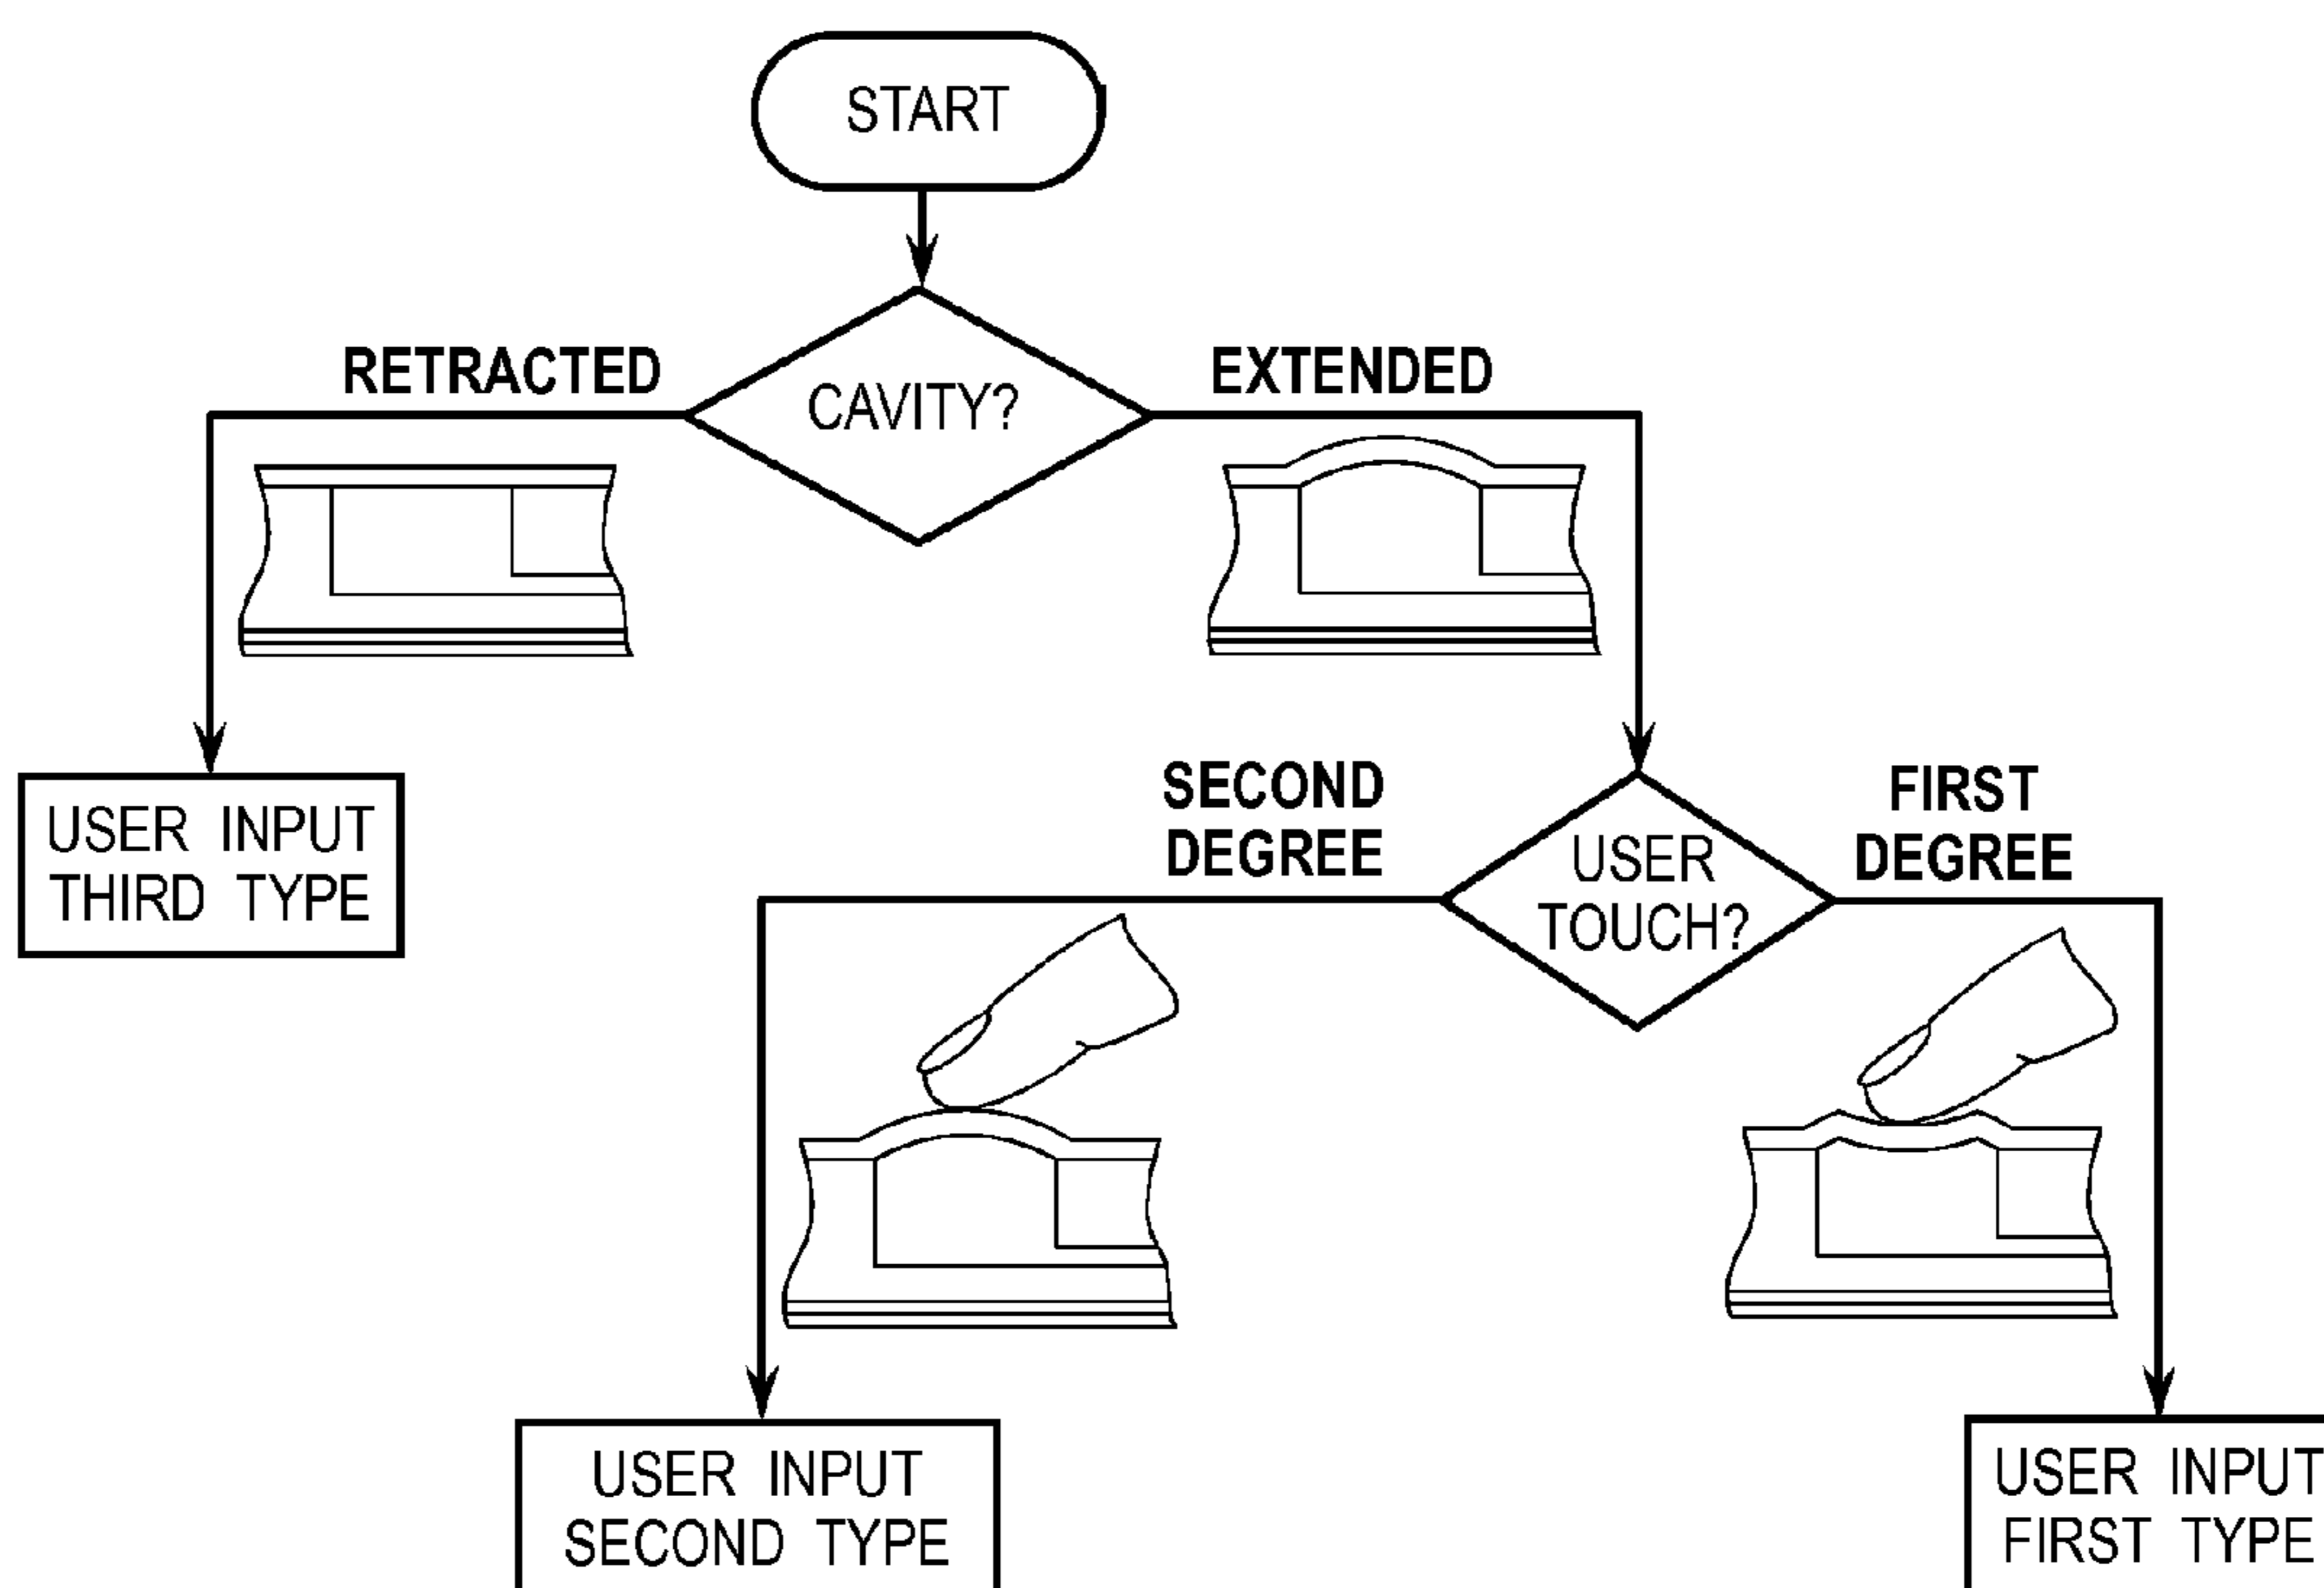 START
RETRACTED
CAVITY?
EXTENDED
USER INPUT
THIRD TYPE
SECOND
DEGREE
USER
TOUCH?
FIRST
DEGREE
USER INPUT
SECOND TYPE
USER INPUT
FIRST TYPE